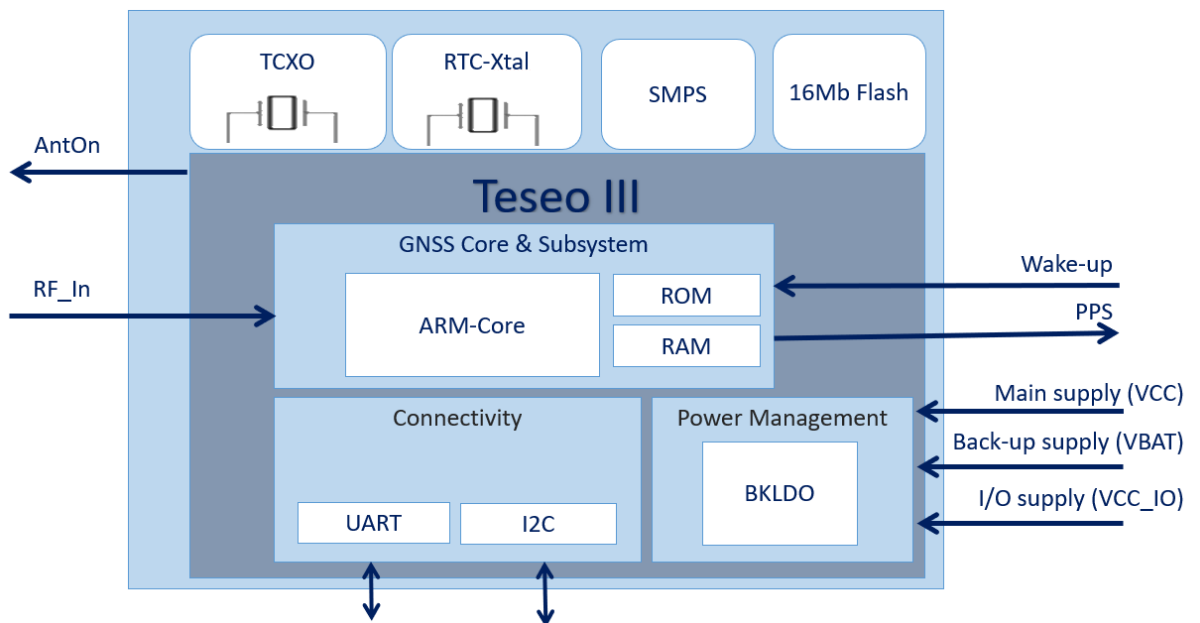 TCXO
RTC-Xtal
SMPS
16Mb Flash
AntOn
Teseo III
GNSS Core & Subsystem
RF_In
ARM-Core
ROM
RAM
Wake-up
PPS
Connectivity
UART
I2C
Power Management
BKLDO
Main supply (VCC)
Back-up supply (VBAT)
I/O supply (VCC_IO)